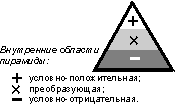 Внутренние области
пирамиды:
+ условно-положительная;
× преобразующая;
− условно-отрицательная.